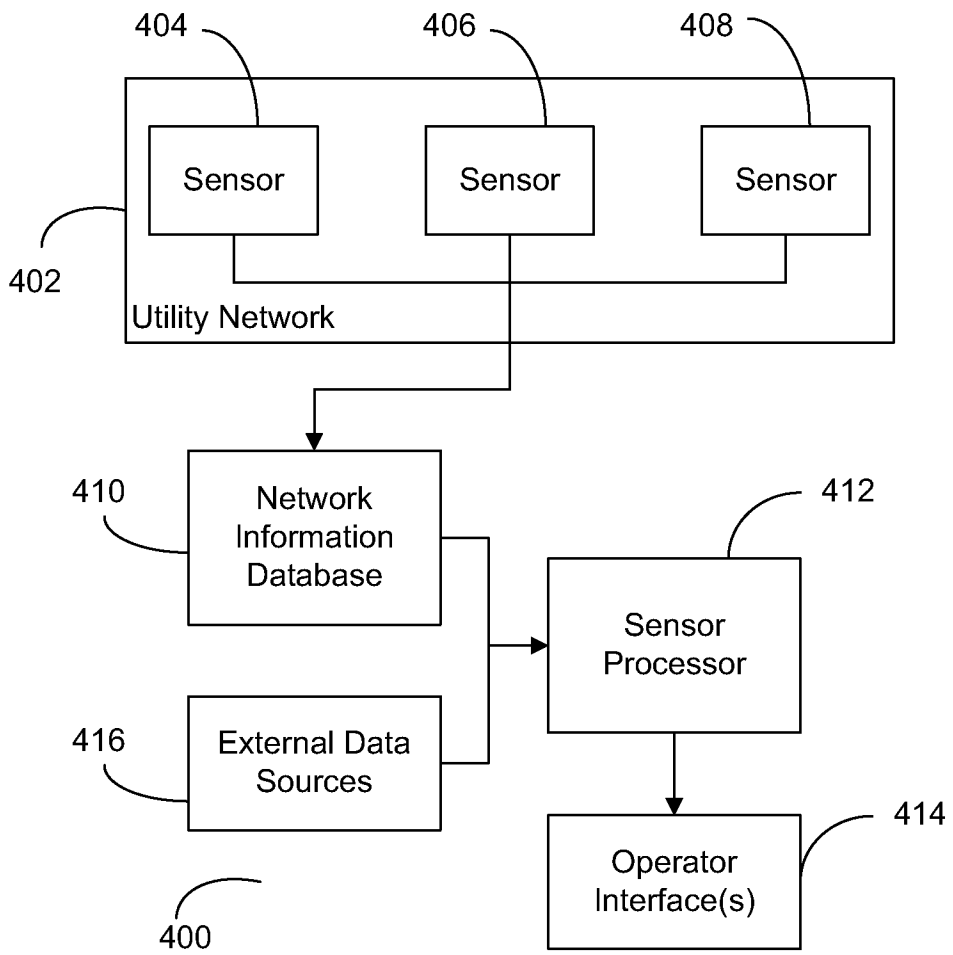 404
406
408
Sensor
Sensor
Sensor
402
Utility Network
410
Network
Information
Database
412
Sensor
Processor
416
External Data
Sources
414
Operator
Interface(s)
400